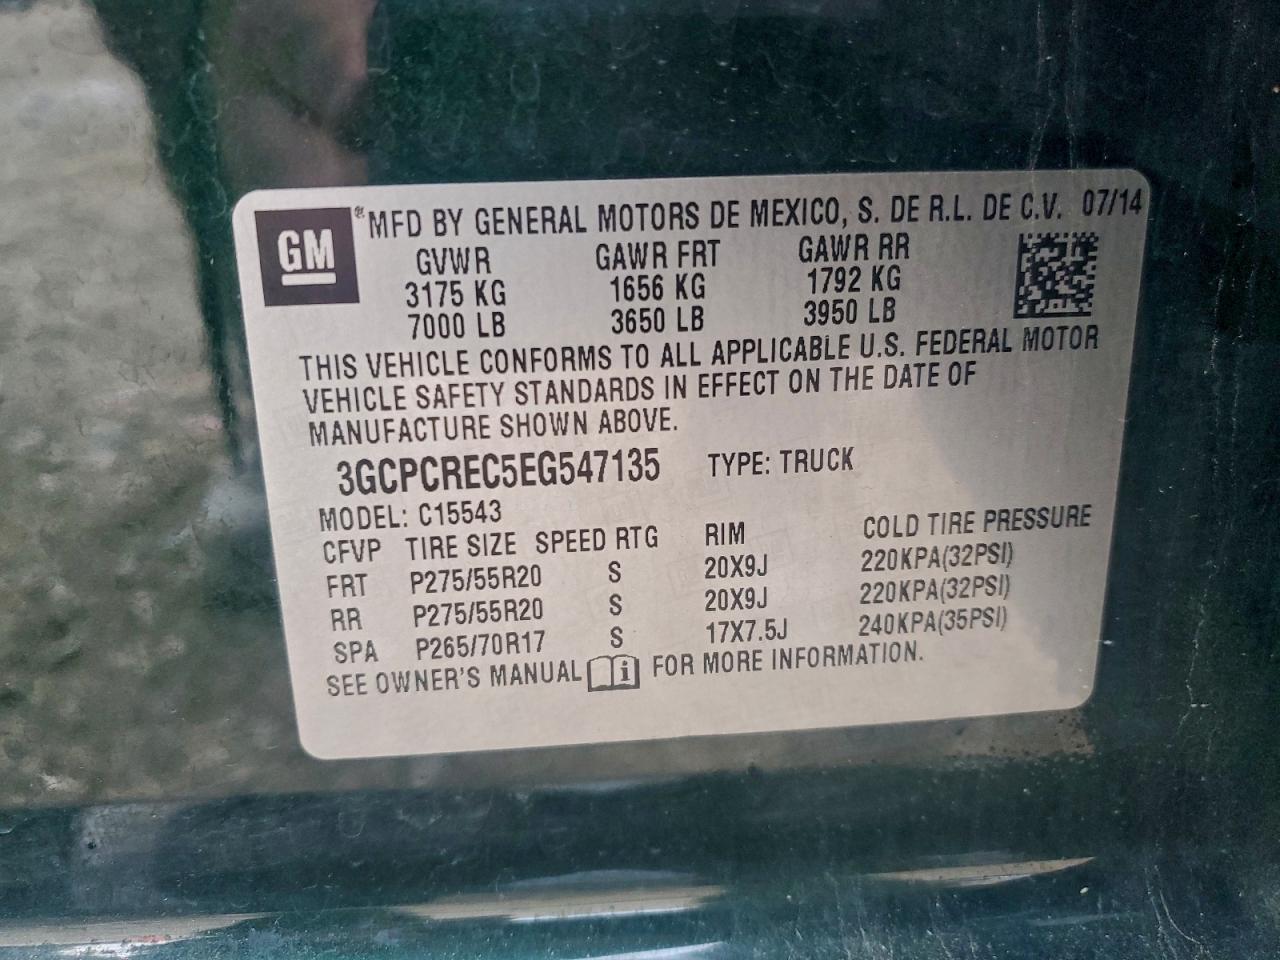 GM ® MFD BY GENERAL MOTORS DE MEXICO, S. DE R.L. DE C.V. 07/14
GVWR GAWR FRT GAWR RR
3175 KG 1656 KG 1792 KG
7000 LB 3650 LB 3950 LB
THIS VEHICLE CONFORMS TO ALL APPLICABLE U.S. FEDERAL MOTOR
VEHICLE SAFETY STANDARDS IN EFFECT ON THE DATE OF
MANUFACTURE SHOWN ABOVE.
3GCPCREC5EG547135 TYPE: TRUCK
MODEL: C15543
CFVP TIRE SIZE SPEED RTG RIM COLD TIRE PRESSURE
FRT P275/55R20 S 20X9J 220KPA(32PSI)
RR P275/55R20 S 20X9J 220KPA(32PSI)
SPA P265/70R17 S 17X7.5J 240KPA(35PSI)
SEE OWNER'S MANUAL i FOR MORE INFORMATION.